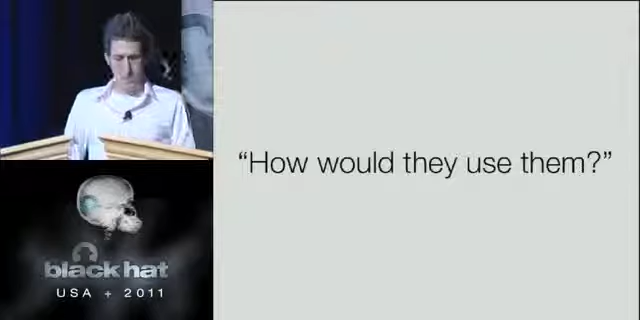 “How would they use them?”
black hat
USA + 2011